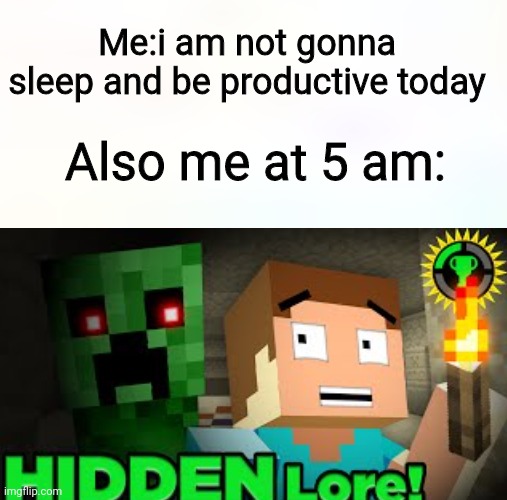 Me:i am not gonna
sleep and be productive today
Also me at 5 am:
HIDDEN Lore!
imgflip.com